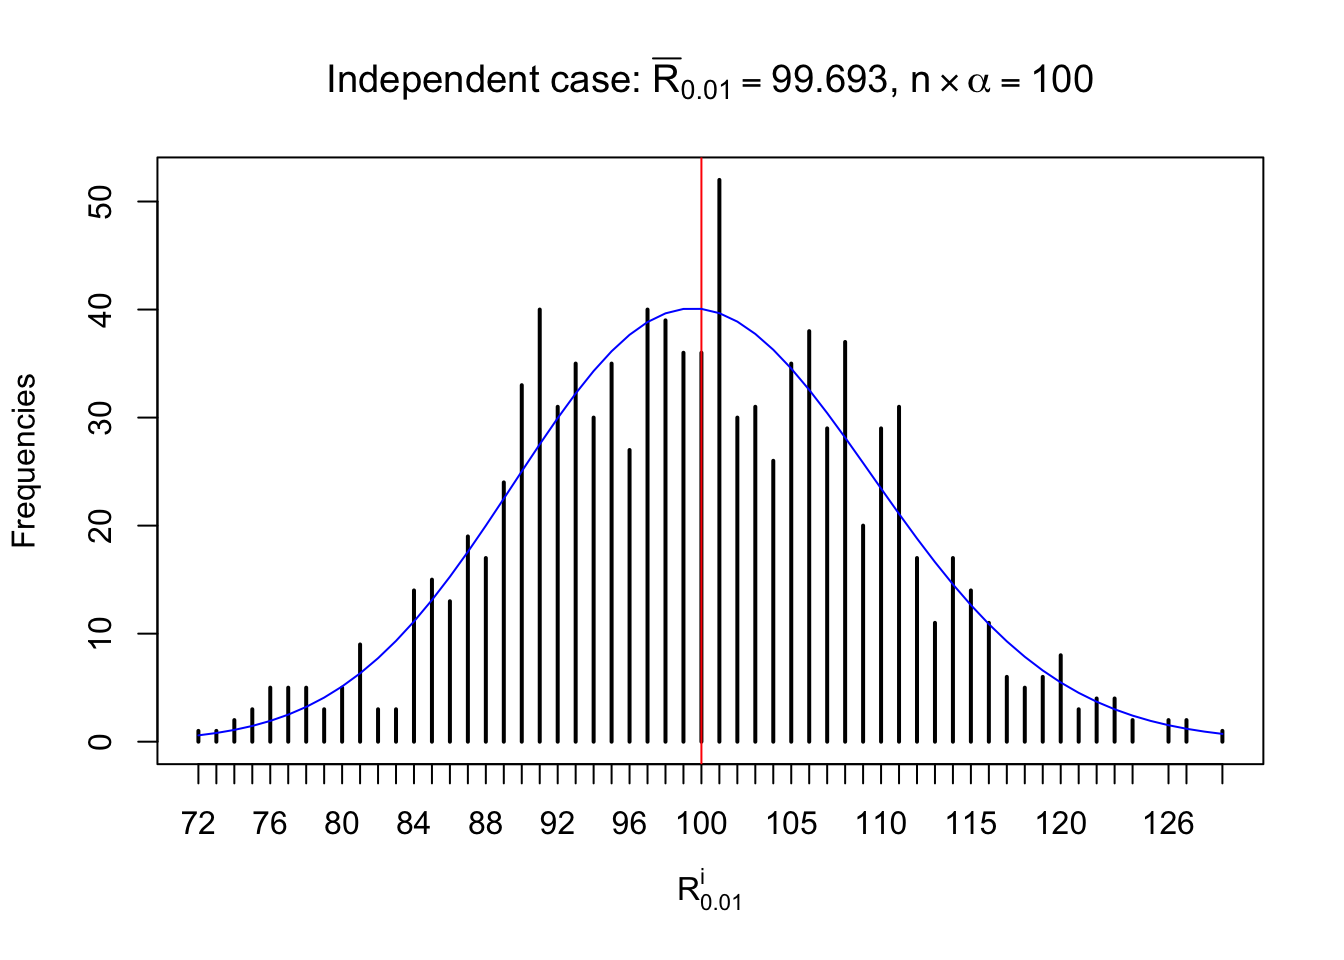 Independent case: R̅0.01 = 99.693, n × α = 100
Frequencies
50
40
30
20
10
0
72 76 80 84 88 92 96 100 105 110 115 120 126
R^i_0.01